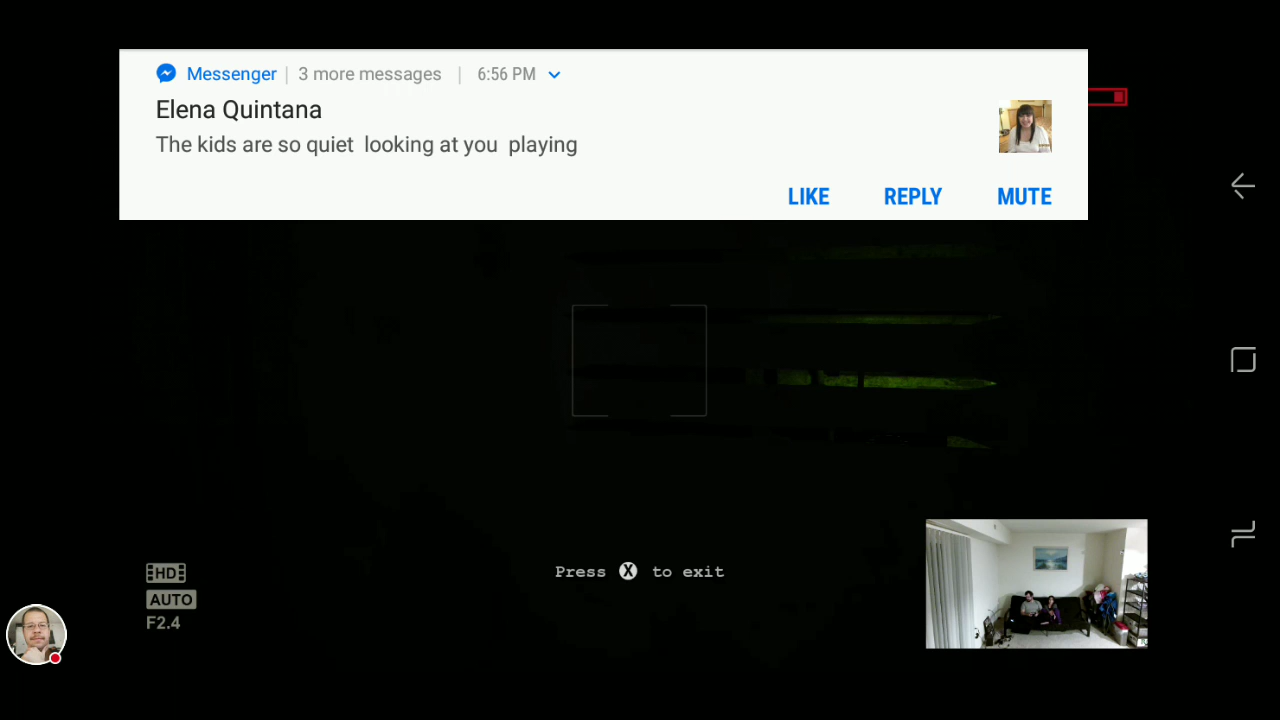 Messenger | 3 more messages | 6:56 PM
Elena Quintana
The kids are so quiet looking at you playing
LIKE REPLY MUTE
Press X to exit
HD
AUTO
F2.4